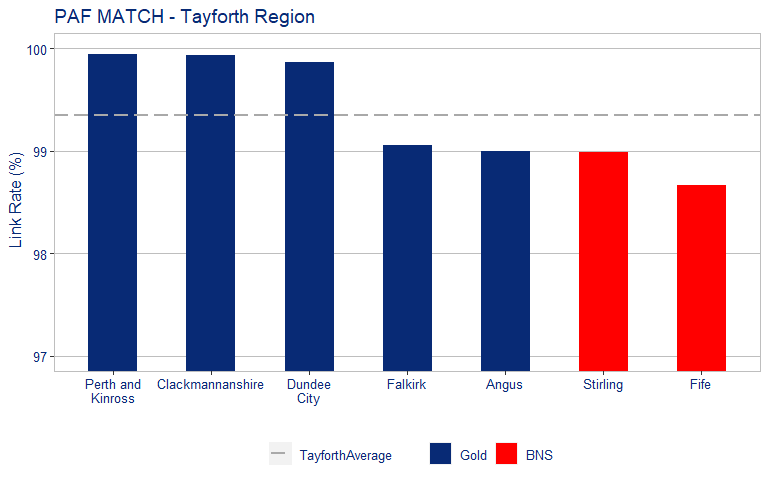 PAF MATCH - Tayforth Region
Link Rate (%)
100
99
98
97
Perth and
Kinross
Clackmannanshire
Dundee
City
Falkirk
Angus
Stirling
Fife
TayforthAverage
Gold
BNS